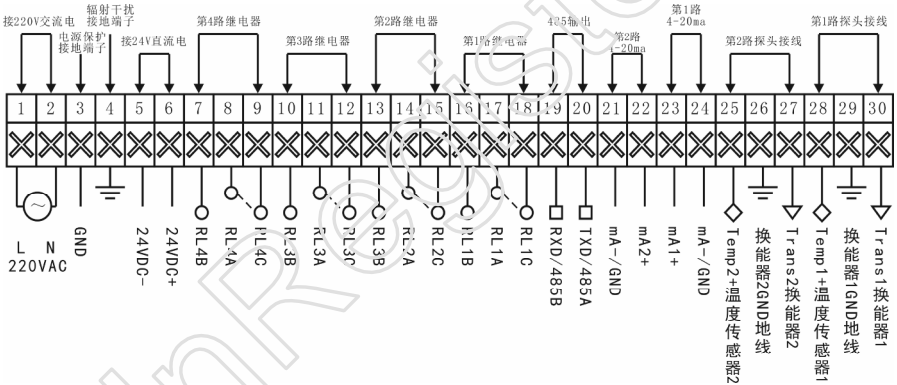 接220V交流电
辐射干扰
接地端子
电源保护
接地端子
接24V直流电
第4路继电器
第3路继电器
第2路继电器
第1路继电器
485输出
第2路
4-20ma
第1路
4-20ma
第2路探头接线
第1路探头接线
1 2 3 4 5 6 7 8 9 10 11 12 13 14 15 16 17 18 19 20 21 22 23 24 25 26 27 28 29 30
L N
220VAC
GND
24VDC-
24VDC+
RL4B
RL4A
RL4C
RL3B
RL3A
RL3C
RL3B
RL2A
RL2C
RL1B
RL1A
RL1C
RXD/485B
TXD/485A
mA-/GND
mA2+
mA1+
mA-/GND
Temp2+温度传感器2
换能器2GND地线
Trans2换能器2
Temp1+温度传感器1
换能器1GND地线
Trans1换能器1
InRegister